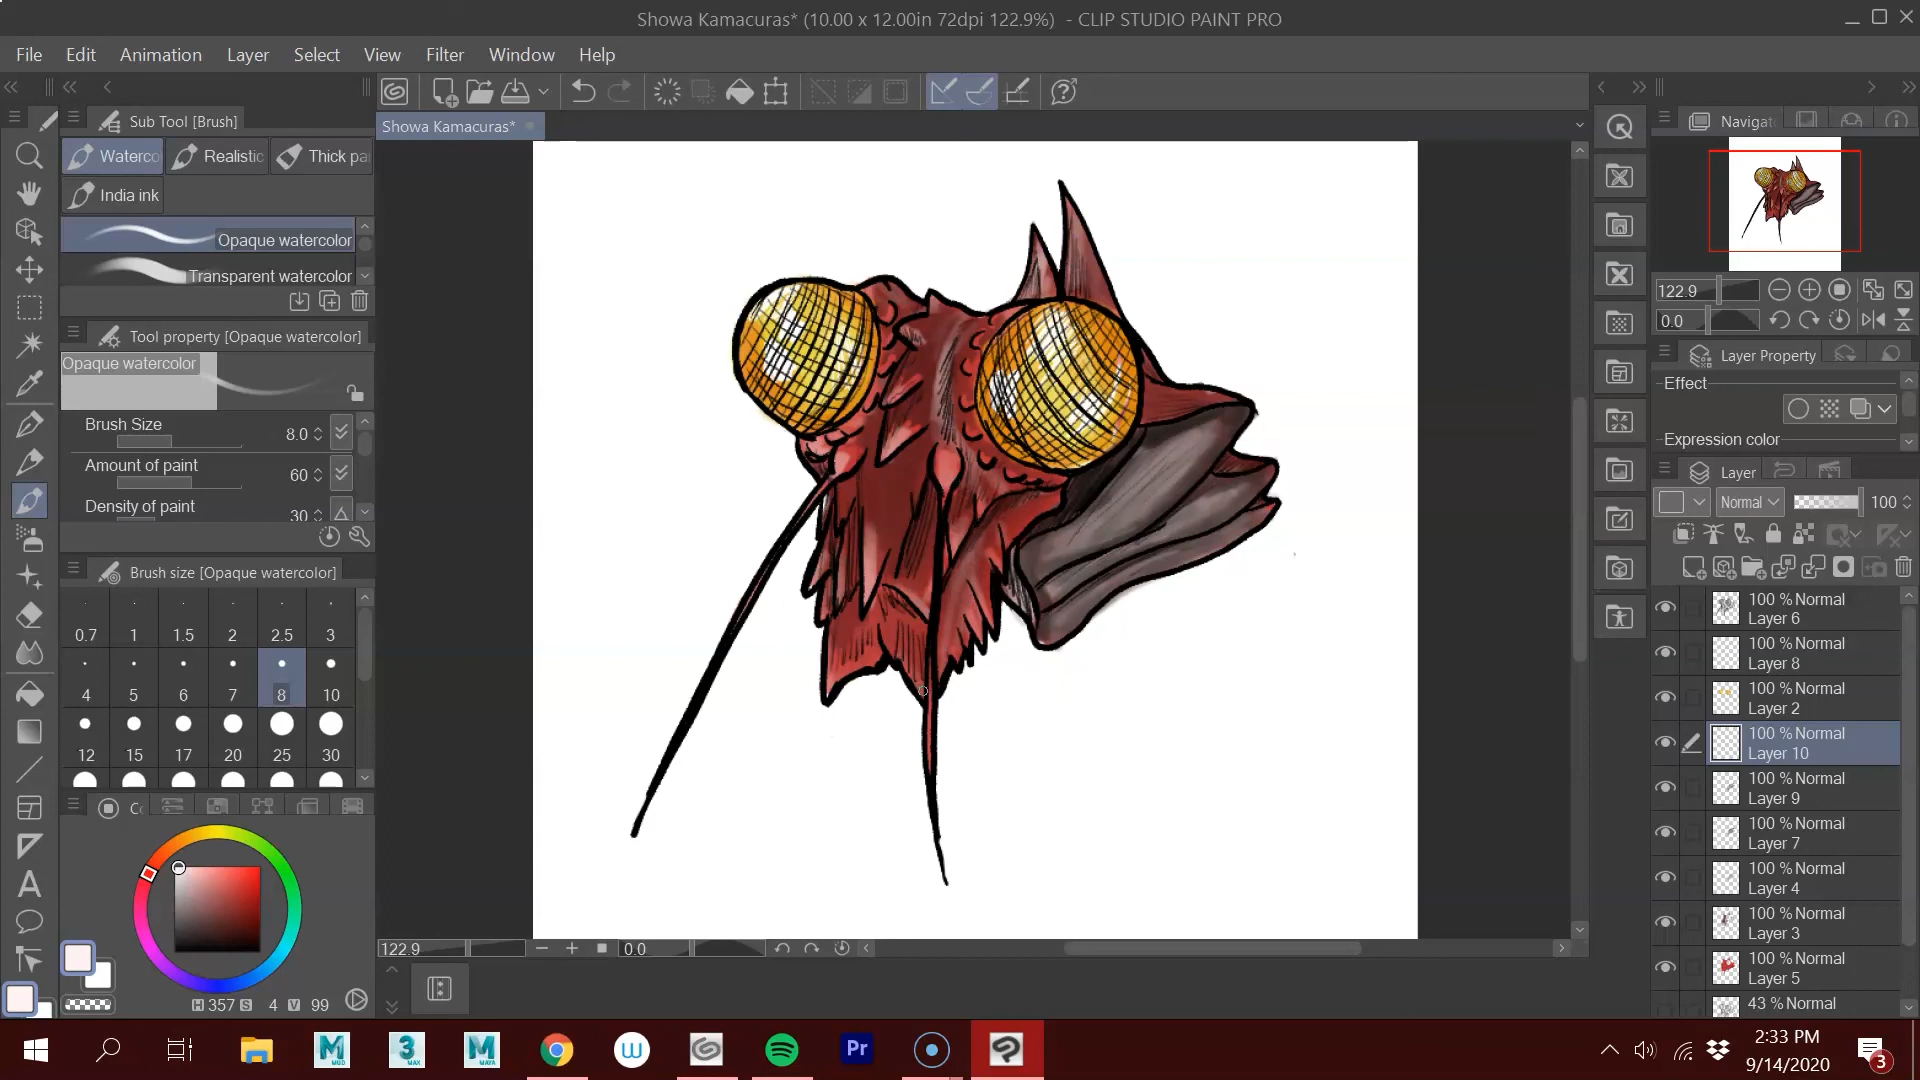 Showa Kamacuras* (10.00 x 12.00in 72dpi 122.9%) - CLIP STUDIO PAINT PRO
File Edit Animation Layer Select View Filter Window Help
Sub Tool [Brush]
Showa Kamacuras*
Navigat
Waterco Realistic Thick pa
India ink
Opaque watercolor
Transparent watercolor
122.9
0.0
Tool property [Opaque watercolor]
Opaque watercolor
Brush Size 8.0
Amount of paint 60
Density of paint 30
Layer Property
Effect
Expression color
Layer
Normal 100
Brush size [Opaque watercolor]
0.7 1 1.5 2 2.5 3
4 5 6 7 8 10
12 15 17 20 25 30
100 % Normal
Layer 6
100 % Normal
Layer 8
100 % Normal
Layer 2
100 % Normal
Layer 10
100 % Normal
Layer 9
100 % Normal
Layer 7
100 % Normal
Layer 4
100 % Normal
Layer 3
100 % Normal
Layer 5
43 % Normal
H 357 S 4 V 99
122.9 0.0
M MUD 3 MAX M MAYA W Pr
2:33 PM
9/14/2020
3